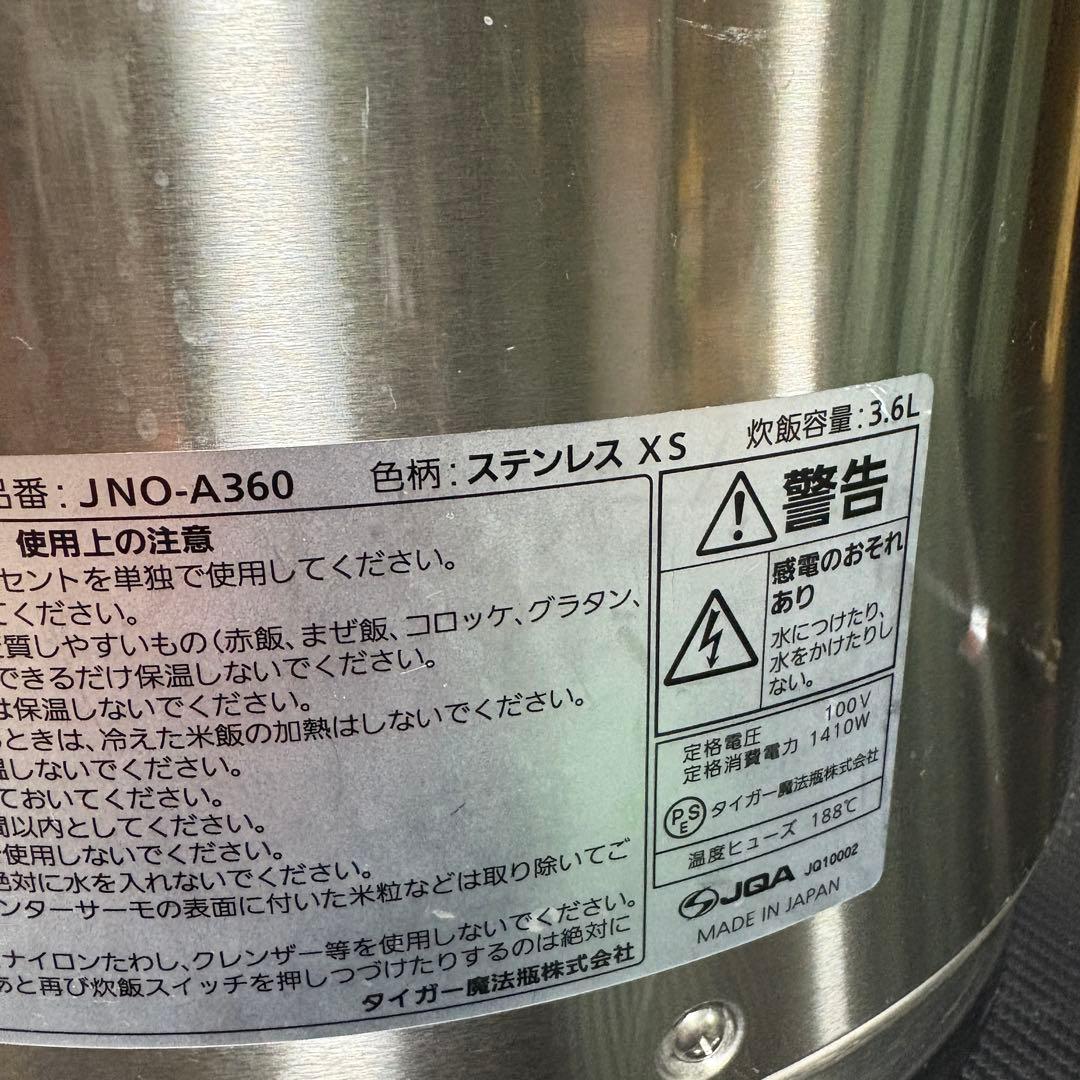 品番：JNO-A360 色柄：ステンレス XS 炊飯容量：3.6L
使用上の注意
セントを単独で使用してください。
てください。
変質しやすいもの（赤飯、まぜ飯、コロッケ、グラタン、
できるだけ保温しないでください。
は保温しないでください。
るときは、冷えた米飯の加熱はしないでください。
温しないでください。
ておいてください。
間以内としてください。
使用しないでください。
絶対に水を入れないでください。
ンターサーモの表面に付いた米粒などは取り除いてご
ナイロンたわし、クレンザー等を使用しないでください。
あと再び炊飯スイッチを押しつづけたりするのは絶対に
タイガー魔法瓶株式会社
警告
感電のおそれ
あり
水につけたり、
水をかけたりし
ない。
定格電圧 100V
定格消費電力 1410W
PSE タイガー魔法瓶株式会社
温度ヒューズ 188℃
JQA JQ10002
MADE IN JAPAN